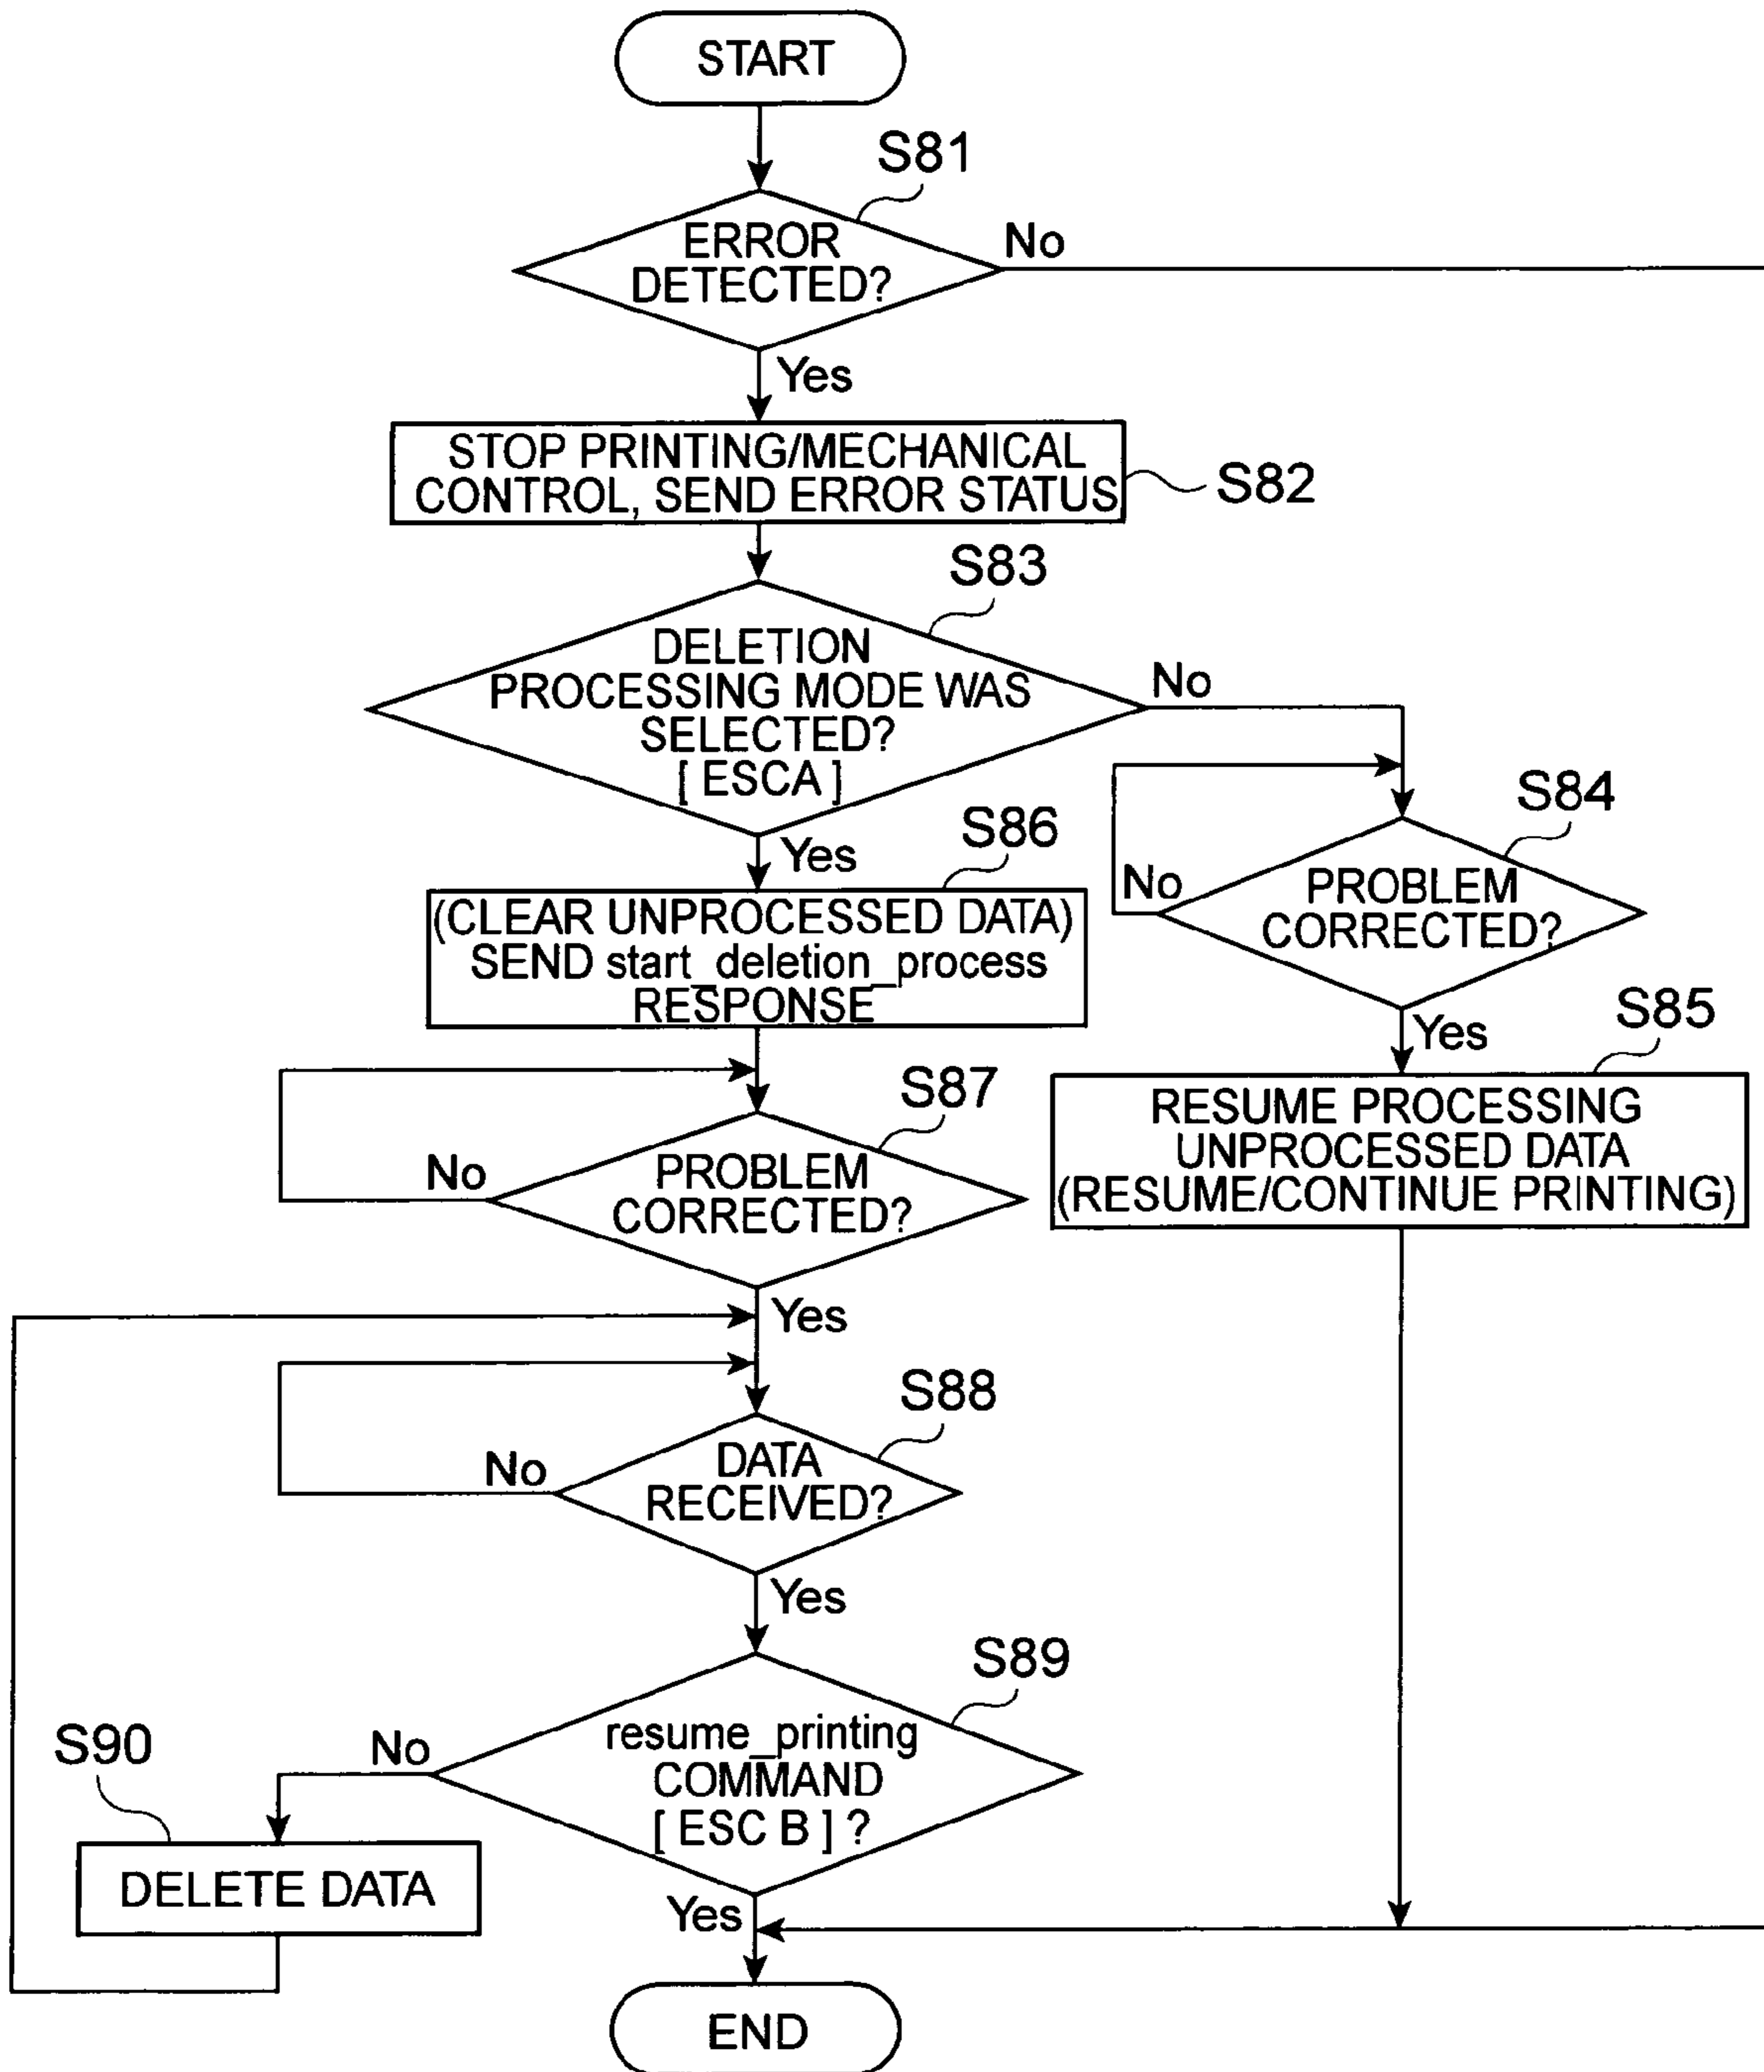 START
S81
ERROR
DETECTED?
No
Yes
STOP PRINTING/MECHANICAL
CONTROL, SEND ERROR STATUS
S82
S83
DELETION
PROCESSING MODE WAS
SELECTED?
[ ESCA ]
No
Yes
S84
PROBLEM
CORRECTED?
No
Yes
S85
RESUME PROCESSING
UNPROCESSED DATA
(RESUME/CONTINUE PRINTING)
S86
(CLEAR UNPROCESSED DATA)
SEND start_deletion_process
RESPONSE
S87
PROBLEM
CORRECTED?
No
Yes
S88
DATA
RECEIVED?
No
Yes
S89
resume_printing
COMMAND
[ ESC B ] ?
No
Yes
S90
DELETE DATA
END